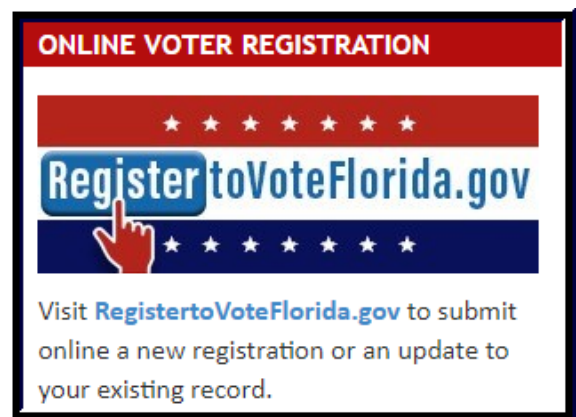 ONLINE VOTER REGISTRATION
RegistertoVoteFlorida.gov
Visit RegistertoVoteFlorida.gov to submit
online a new registration or an update to
your existing record.